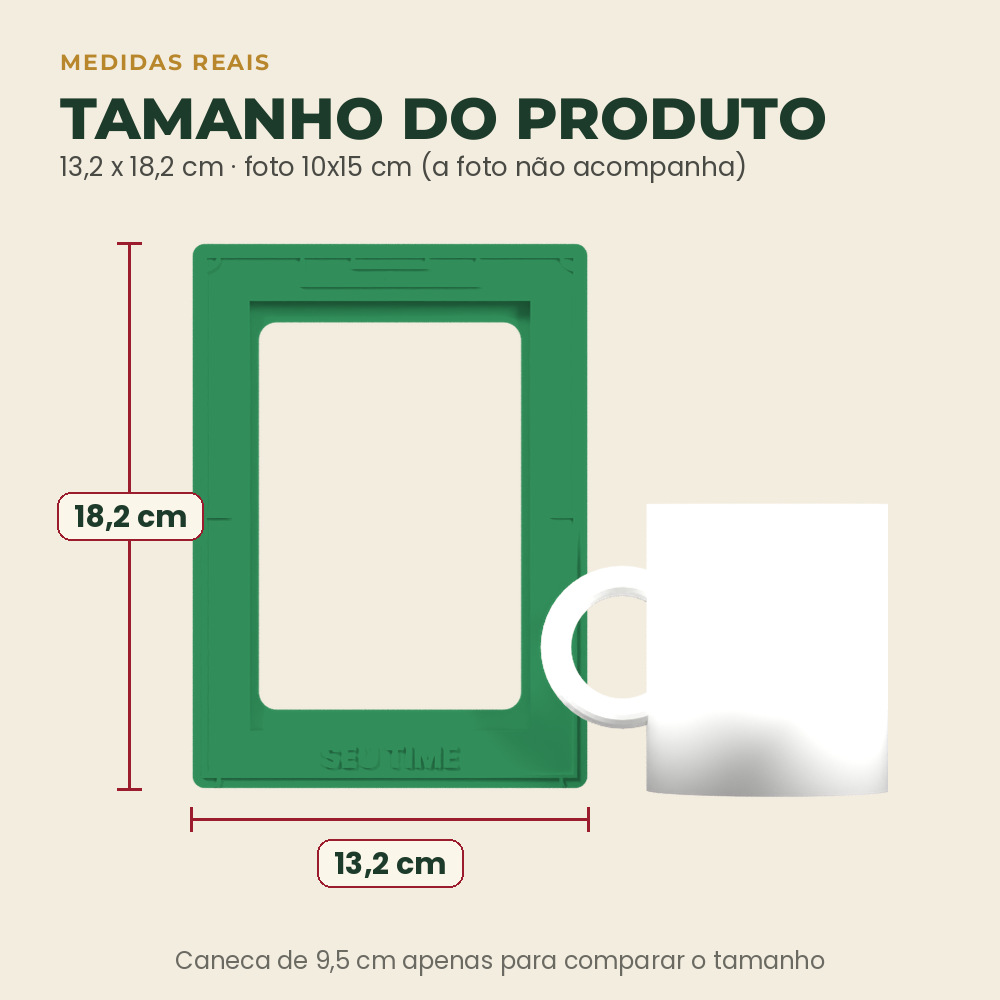 MEDIDAS REAIS
TAMANHO DO PRODUTO
13,2 x 18,2 cm · foto 10x15 cm (a foto não acompanha)
18,2 cm
SEU TIME
13,2 cm
Caneca de 9,5 cm apenas para comparar o tamanho